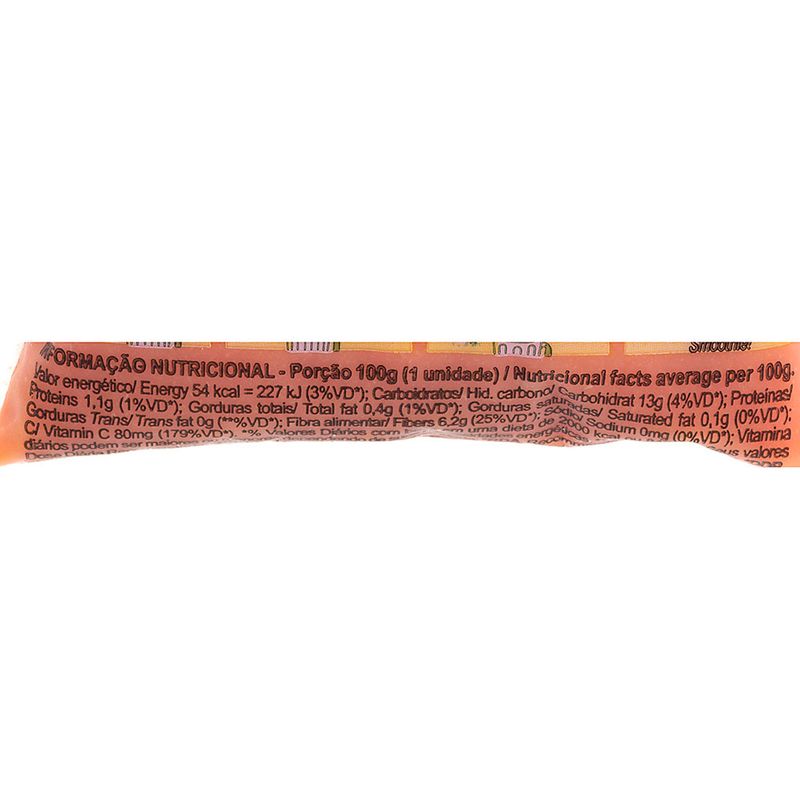 Smoothie!
INFORMAÇÃO NUTRICIONAL - Porção 100g (1 unidade) / Nutricional facts average per 100g.
Valor energético/ Energy 54 kcal = 227 kJ (3%VD*); Carboidratos/ Hid. carbono/ Carbohidrat 13g (4%VD*); Proteínas/
Proteins 1,1g (1%VD*); Gorduras totais/ Total fat 0,4g (1%VD*); Gorduras saturadas/ Saturated fat 0,1g (0%VD*);
Gorduras Trans/ Trans fat 0g (**%VD*); Fibra alimentar/ Fibers 6,2g (25%VD*); Sódio/ Sodium 0mg (0%VD*); Vitamina
C/ Vitamin C 80mg (179%VD*). *% Valores Diários com em uma dieta 2000 kcal seus valores
diários podem ser maiores energéticas